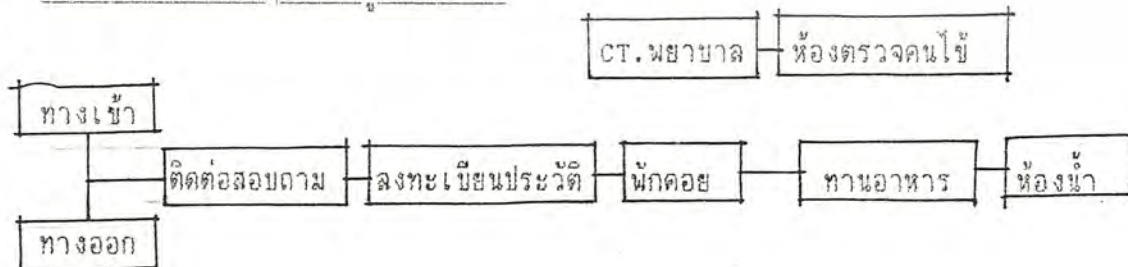 CT.พยาบาล ห้องตรวจคนไข้
ทางเข้า
ติดต่อสอบถาม ลงทะเบียนประวัติ พักคอย ทานอาหาร ห้องน้ำ
ทางออก